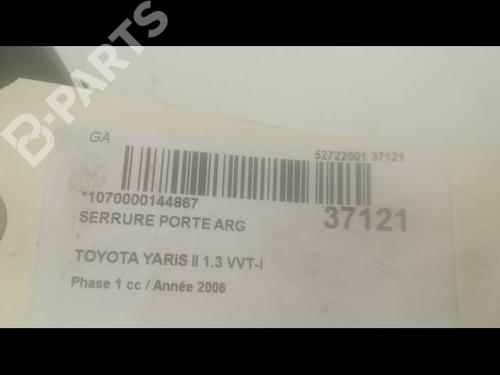 B-PARTS
GA
52722001 37121
*1070000144867
SERRURE PORTE ARG
37121
TOYOTA YARIS II 1.3 VVT-i
Phase 1 cc / Année 2006